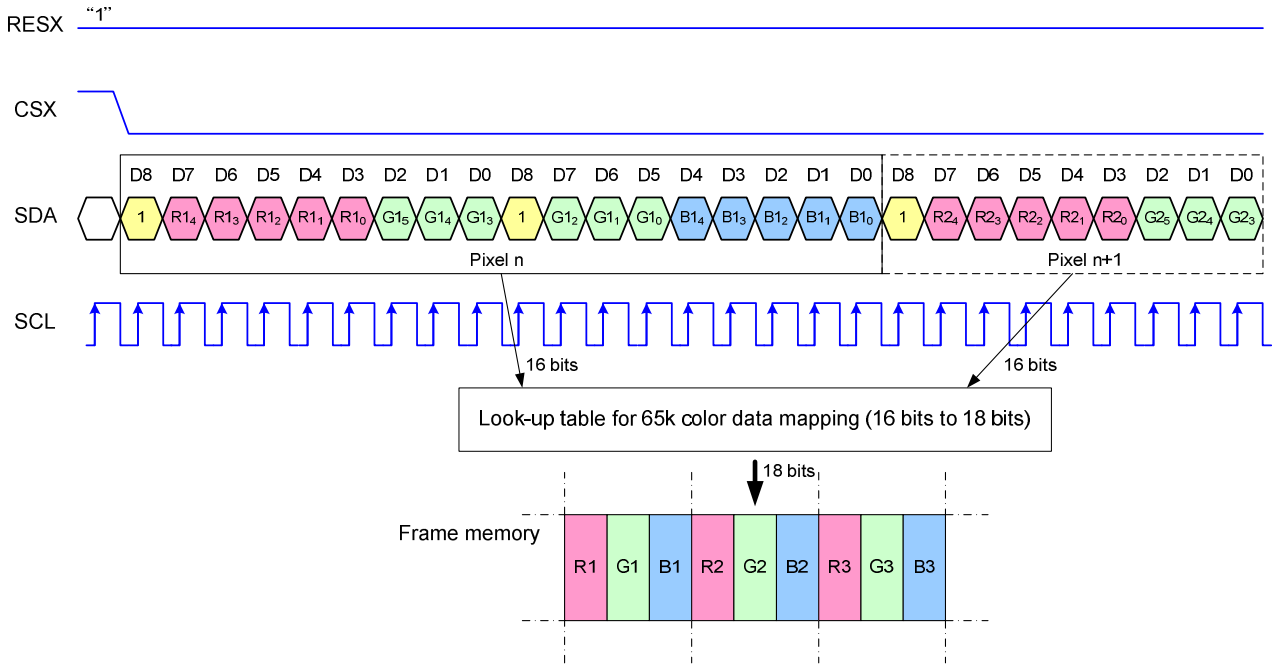 RESX “1”
CSX
D8 D7 D6 D5 D4 D3 D2 D1 D0 D8 D7 D6 D5 D4 D3 D2 D1 D0 D8 D7 D6 D5 D4 D3 D2 D1 D0
SDA 1 R1₄ R1₃ R1₂ R1₁ R1₀ G1₅ G1₄ G1₃ 1 G1₂ G1₁ G1₀ B1₄ B1₃ B1₂ B1₁ B1₀ 1 R2₄ R2₃ R2₂ R2₁ R2₀ G2₅ G2₄ G2₃
Pixel n Pixel n+1
SCL
16 bits 16 bits
Look-up table for 65k color data mapping (16 bits to 18 bits)
18 bits
Frame memory
R1 G1 B1 R2 G2 B2 R3 G3 B3